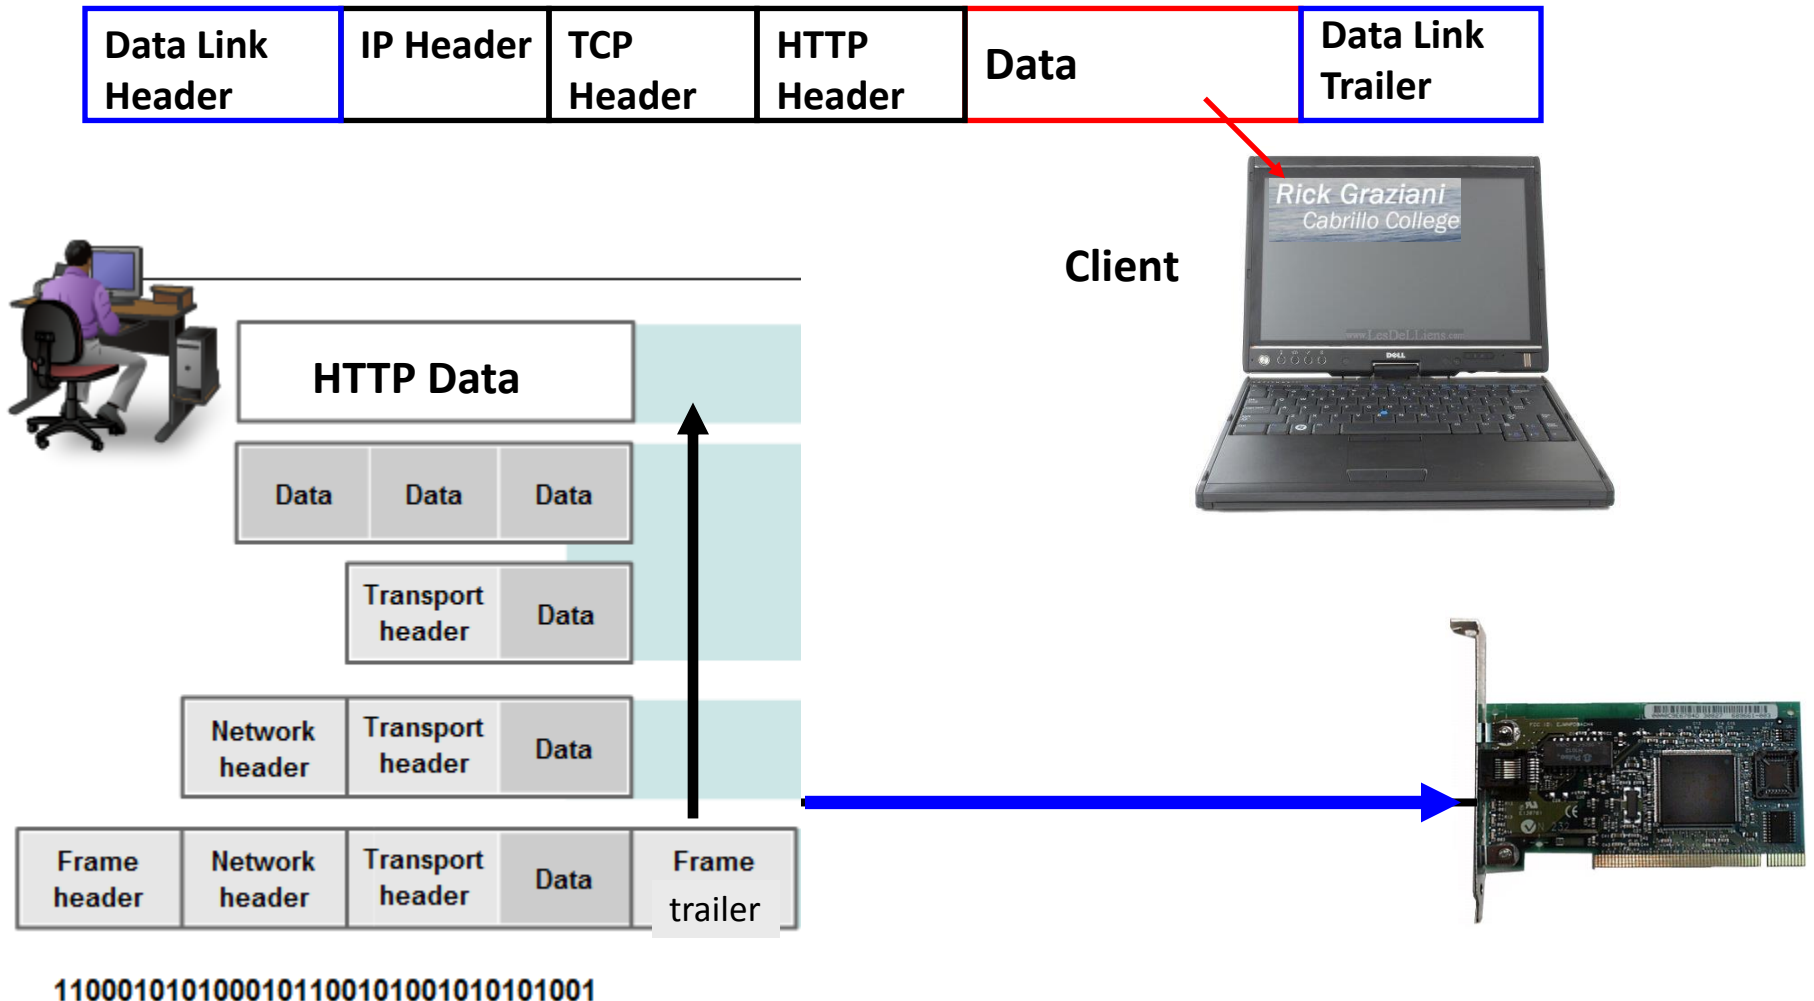 Data Link
Header
IP Header
TCP
Header
HTTP
Header
Data
Data Link
Trailer
Rick Graziani
Cabrillo College
Client
DELL
HTTP Data
Data
Data
Data
Transport
header
Data
Network
header
Transport
header
Data
Frame
header
Network
header
Transport
header
Data
Frame
trailer
1100010101000101100101001010101001